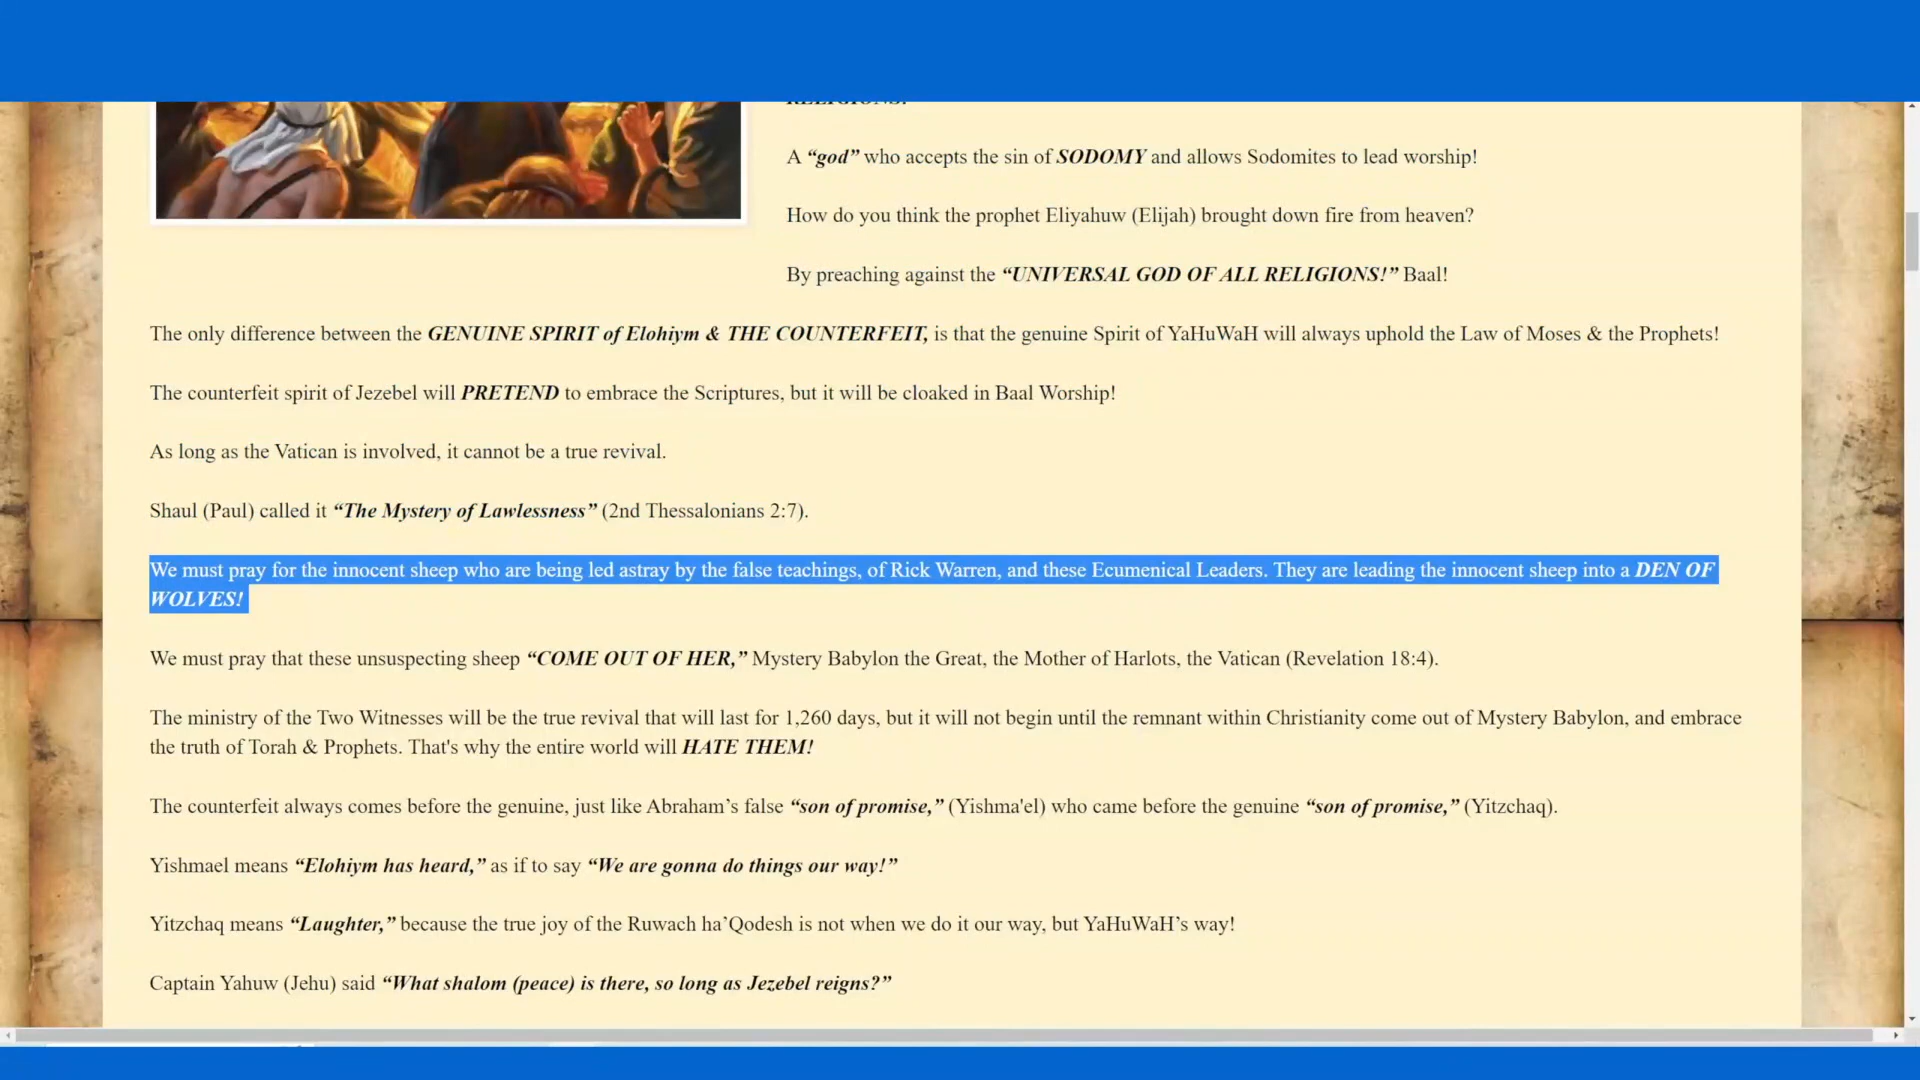 RELIGIONS!
A “god” who accepts the sin of SODOMY and allows Sodomites to lead worship!
How do you think the prophet Eliyahuw (Elijah) brought down fire from heaven?
By preaching against the “UNIVERSAL GOD OF ALL RELIGIONS!” Baal!
The only difference between the GENUINE SPIRIT of Elohiym & THE COUNTERFEIT, is that the genuine Spirit of YaHuWaH will always uphold the Law of Moses & the Prophets!
The counterfeit spirit of Jezebel will PRETEND to embrace the Scriptures, but it will be cloaked in Baal Worship!
As long as the Vatican is involved, it cannot be a true revival.
Shaul (Paul) called it “The Mystery of Lawlessness” (2nd Thessalonians 2:7).
We must pray for the innocent sheep who are being led astray by the false teachings, of Rick Warren, and these Ecumenical Leaders. They are leading the innocent sheep into a DEN OF
WOLVES!
We must pray that these unsuspecting sheep “COME OUT OF HER,” Mystery Babylon the Great, the Mother of Harlots, the Vatican (Revelation 18:4).
The ministry of the Two Witnesses will be the true revival that will last for 1,260 days, but it will not begin until the remnant within Christianity come out of Mystery Babylon, and embrace
the truth of Torah & Prophets. That's why the entire world will HATE THEM!
The counterfeit always comes before the genuine, just like Abraham’s false “son of promise,” (Yishma'el) who came before the genuine “son of promise,” (Yitzchaq).
Yishmael means “Elohiym has heard,” as if to say “We are gonna do things our way!”
Yitzchaq means “Laughter,” because the true joy of the Ruwach ha’Qodesh is not when we do it our way, but YaHuWaH’s way!
Captain Yahuw (Jehu) said “What shalom (peace) is there, so long as Jezebel reigns?”